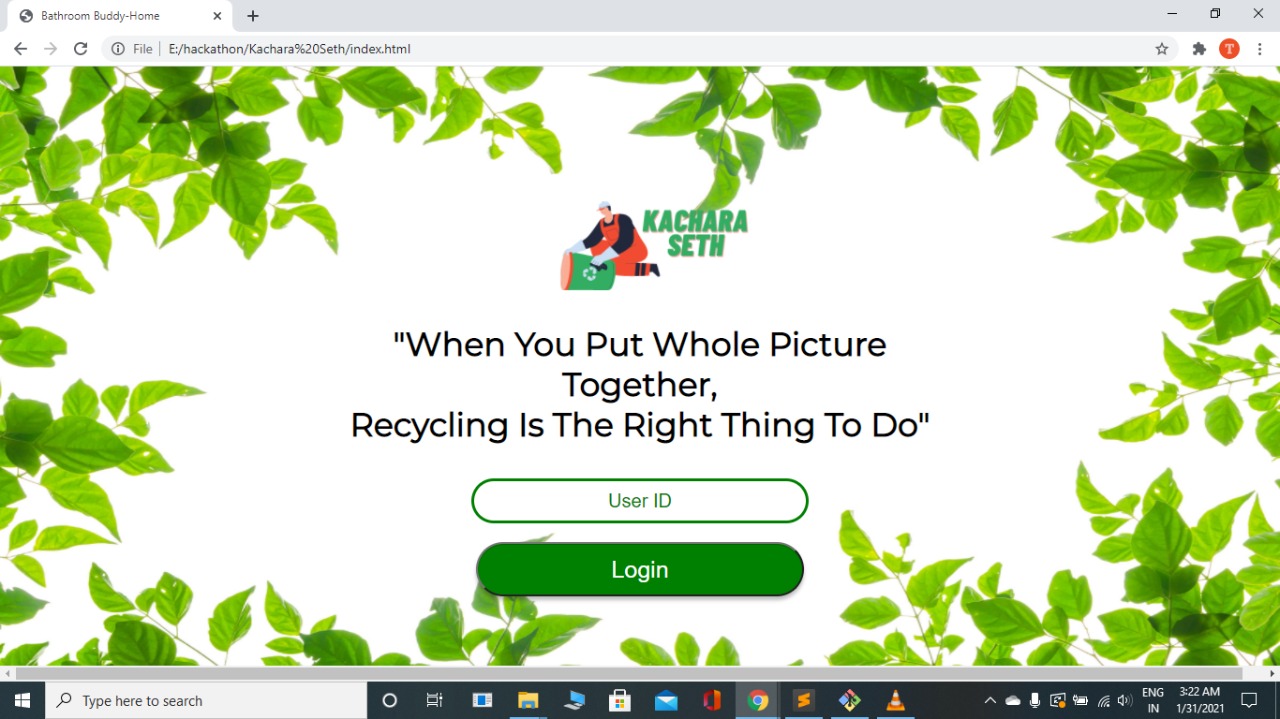 Bathroom Buddy-Home
File E:/hackathon/Kachara%20Seth/index.html
T
KACHARA
SETH
"When You Put Whole Picture
Together,
Recycling Is The Right Thing To Do"
User ID
Login
Type here to search
ENG
IN
3:22 AM
1/31/2021